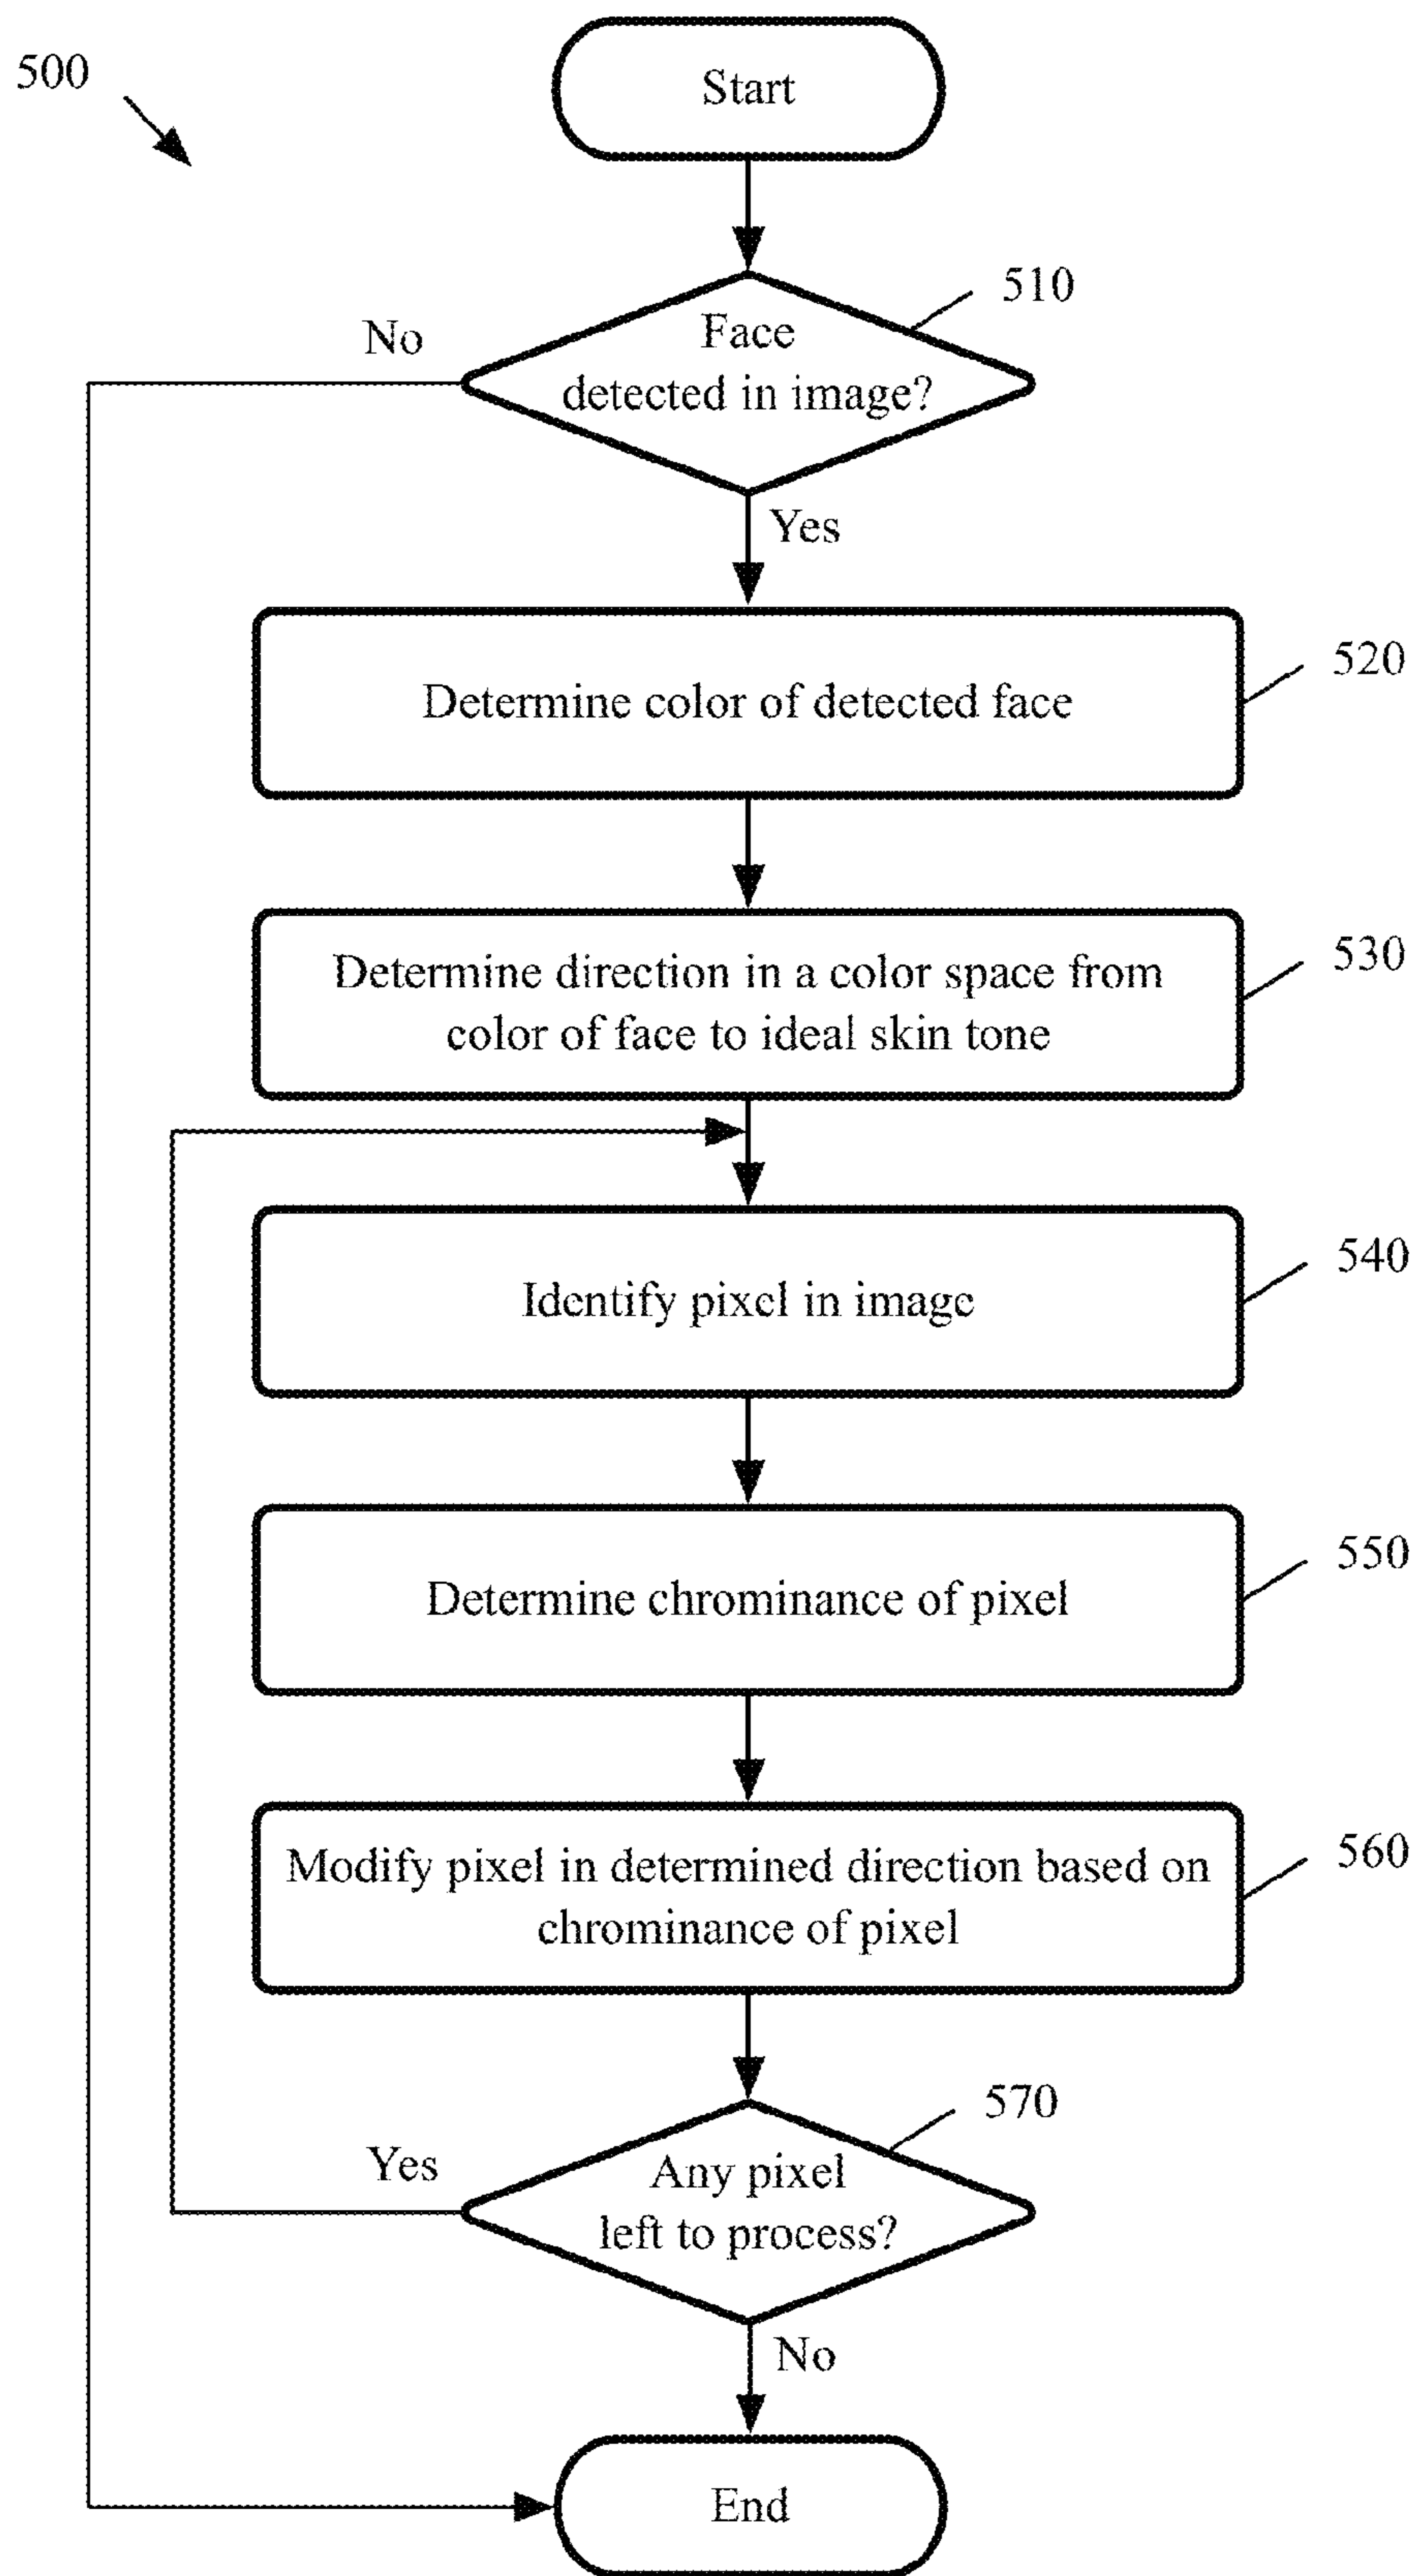 500
Start
510
No
Face
detected in image?
Yes
520
Determine color of detected face
530
Determine direction in a color space from
color of face to ideal skin tone
540
Identify pixel in image
550
Determine chrominance of pixel
560
Modify pixel in determined direction based on
chrominance of pixel
570
Yes
Any pixel
left to process?
No
End